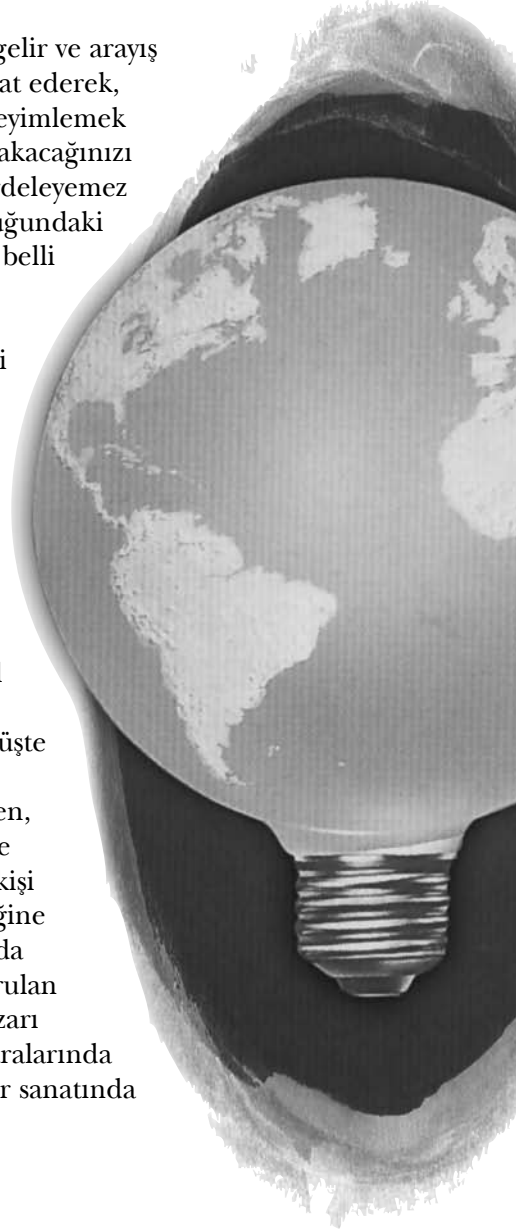 gelir ve arayış
at ederek,
eyimlemek
akacağınızı
deleyemez
ğundaki
belli
i
l
üşte
en,
e
kişi
ğine
da
rulan
zarı
ralarında
r sanatında